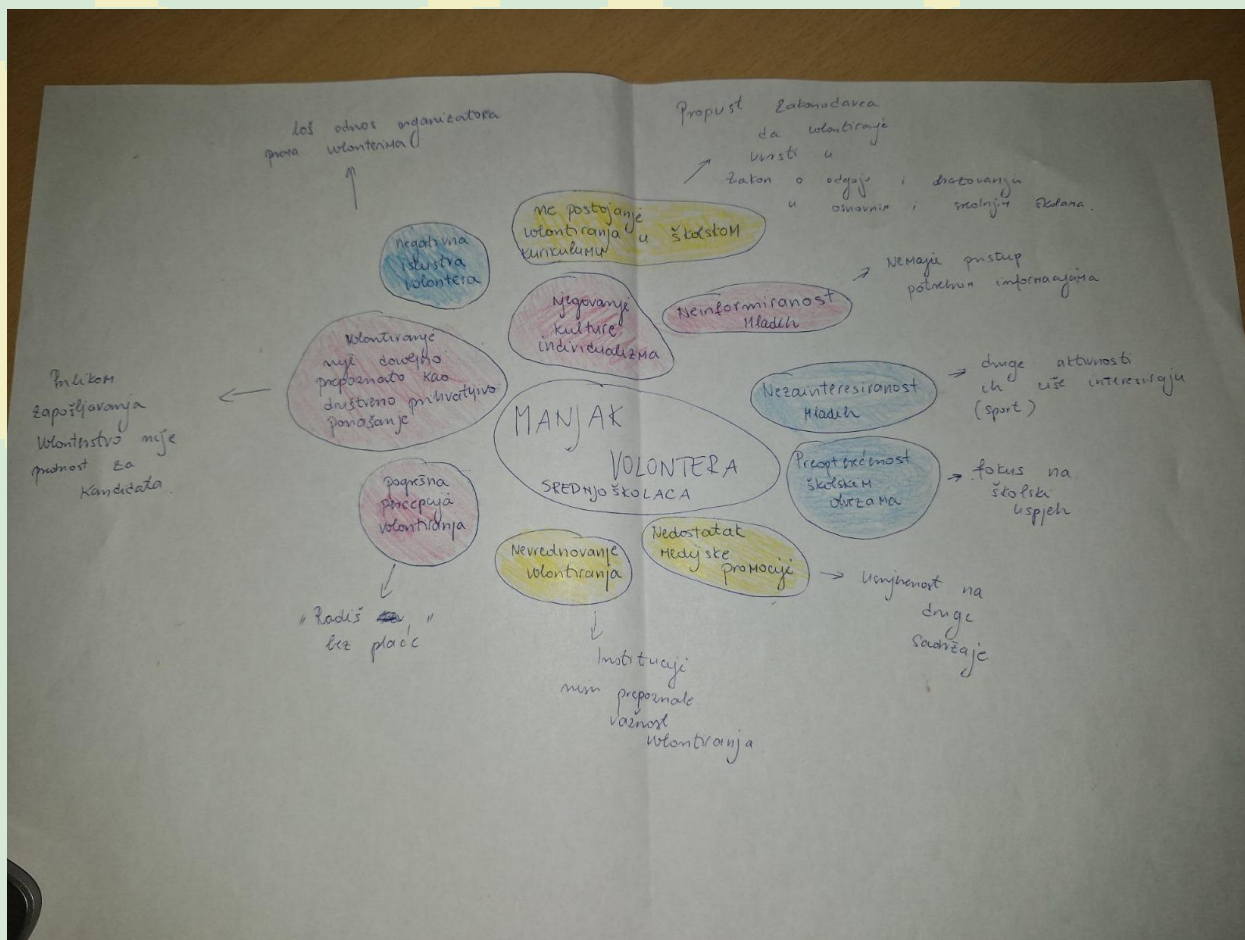 loš odnos organizatora
prema volonterima
Propust zakonodavca
da volontiranje
uvrsti u
Zakon o odgoju i obrazovanju
u osnovnim i srednjim školama.
ne postojanje
volontiranja u školskom
kurikulumu
negativna
iskustva
volontera
Njegovanje
kulture
individualizma
Neinformiranost
Mladih
Nemaju pristup
potrebnim informacijama
Volontiranje
nije dovoljno
prepoznato kao
društveno prihvatljivo
ponašanje
Prilikom
zapošljavanja
volonterstvo nije
prednost za
kandidata.
MANJAK
VOLONTERA
SREDNJOŠKOLACA
Nezainteresiranost
Mladih
druge aktivnosti
ih više interesiraju
(sport)
Preopterećenost
školskim
obvezama
fokus na
školski
uspjeh
pogrešna
percepcija
volontiranja
"Radiš
bez plaće"
Nevrednovanje
volontiranja
Institucije
nisu prepoznale
važnost
volontiranja
Nedostatak
Medijske
promocije
Usmjerenost na
druge
sadržaje